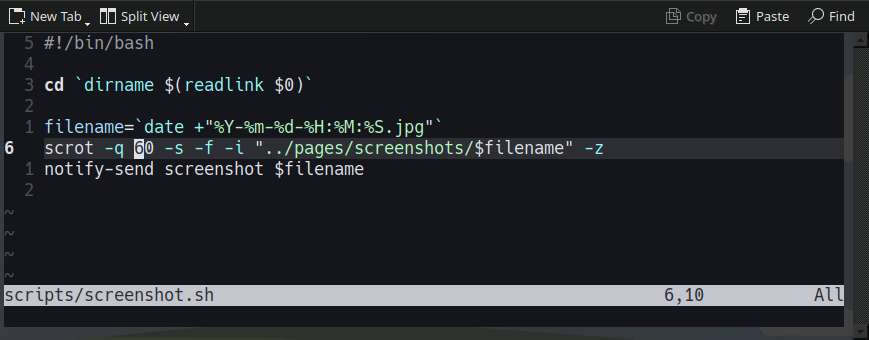 New Tab Split View Copy Paste Find
5 #!/bin/bash
4
3 cd `dirname $(readlink $0)`
2
1 filename=`date +"%Y-%m-%d-%H:%M:%S.jpg"`
6 scrot -q 60 -s -f -i "../pages/screenshots/$filename" -z
1 notify-send screenshot $filename
2
~
~
~
~
scripts/screenshot.sh 6,10 All